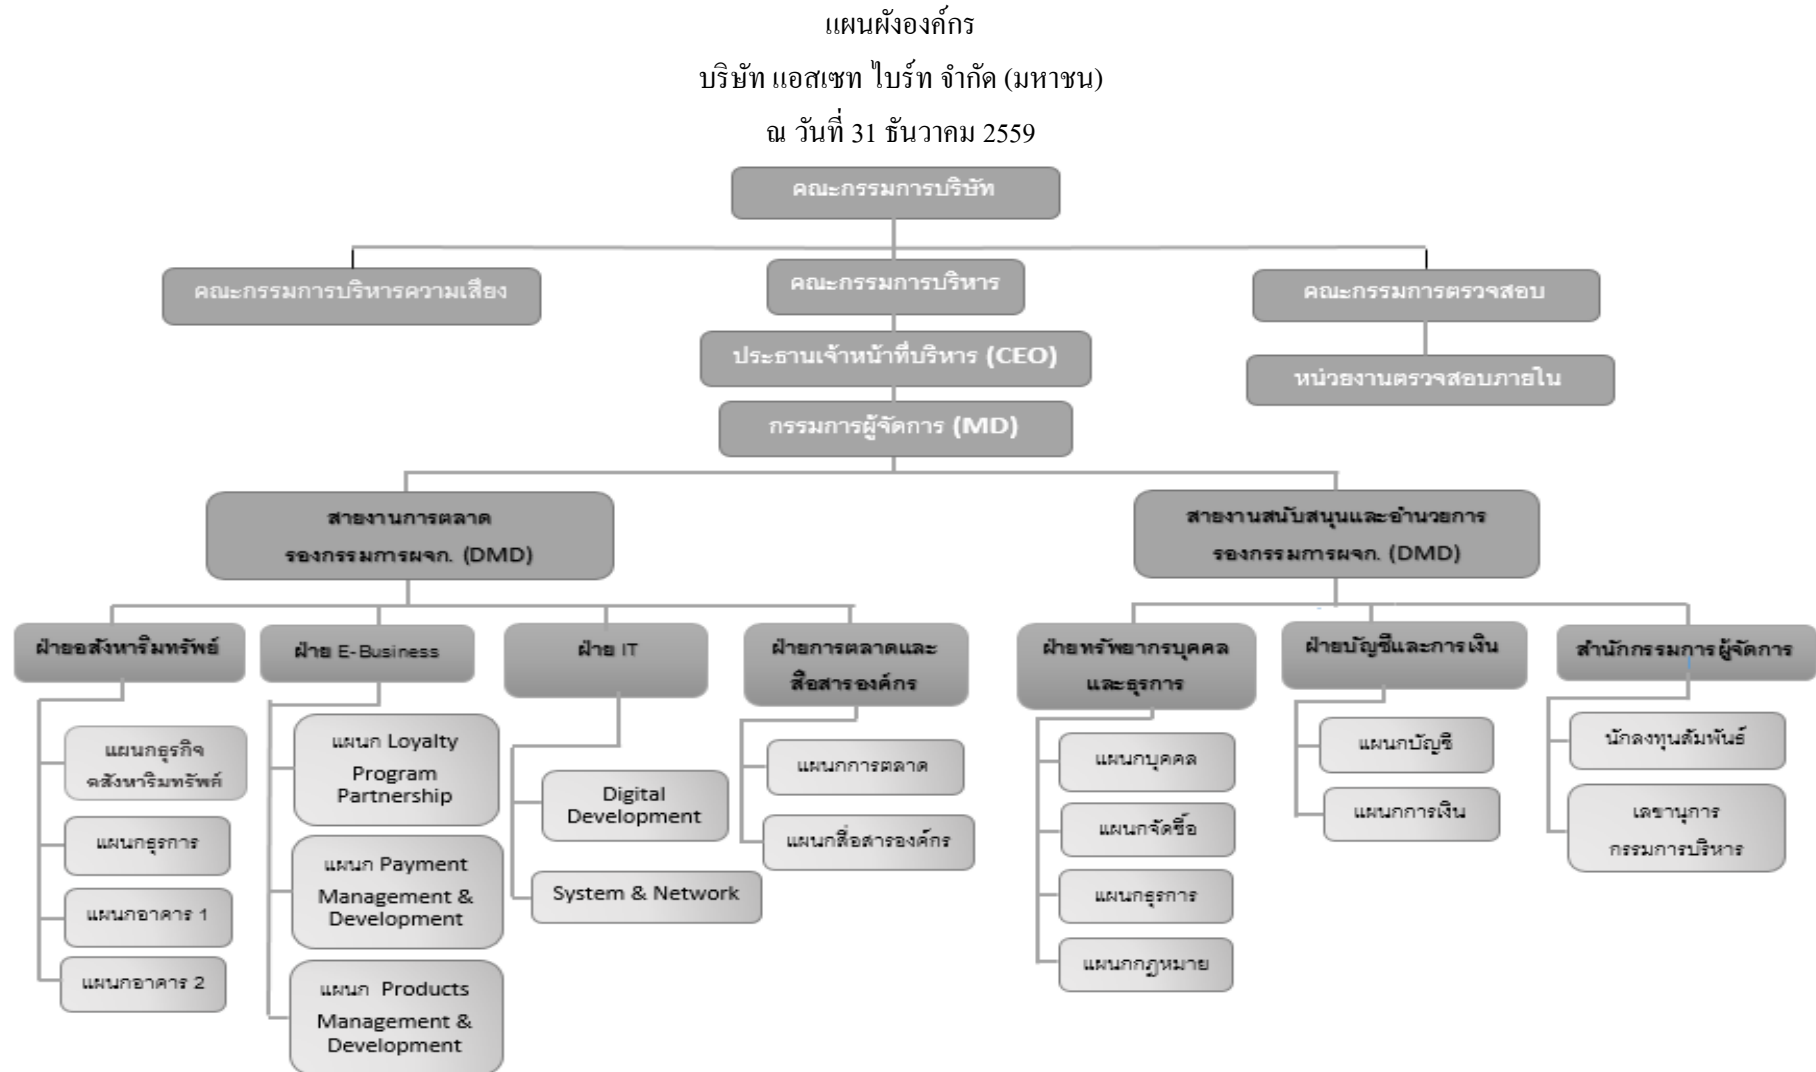 แผนผังองค์กร
บริษัท แอสเซท ไบร์ท จำกัด (มหาชน)
ณ วันที่ 31 ธันวาคม 2559
คณะกรรมการบริษัท
คณะกรรมการบริหารความเสี่ยง
คณะกรรมการบริหาร
คณะกรรมการตรวจสอบ
ประธานเจ้าหน้าที่บริหาร (CEO)
หน่วยงานตรวจสอบภายใน
กรรมการผู้จัดการ (MD)
สายงานการตลาด
รองกรรมการผจก. (DMD)
สายงานสนับสนุนและอำนวยการ
รองกรรมการผจก. (DMD)
ฝ่ายอสังหาริมทรัพย์
ฝ่าย E-Business
ฝ่าย IT
ฝ่ายการตลาดและ
สื่อสารองค์กร
ฝ่ายทรัพยากรบุคคล
และธุรการ
ฝ่ายบัญชีและการเงิน
สำนักกรรมการผู้จัดการ
แผนกธุรกิจ
อสังหาริมทรัพย์
แผนกธุรการ
แผนกอาคาร 1
แผนกอาคาร 2
แผนก Loyalty
Program
Partnership
แผนก Payment
Management &
Development
แผนก Products
Management &
Development
Digital
Development
System & Network
แผนกการตลาด
แผนกสื่อสารองค์กร
แผนกบุคคล
แผนกจัดซื้อ
แผนกธุรการ
แผนกกฎหมาย
แผนกบัญชี
แผนกการเงิน
นักลงทุนสัมพันธ์
เลขานุการ
กรรมการบริหาร